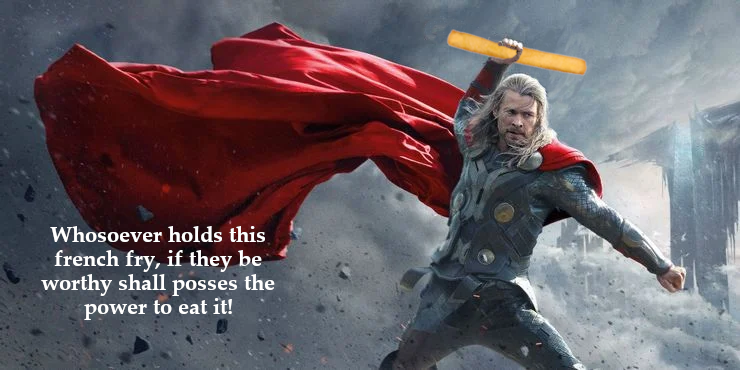 Whosoever holds this
french fry, if they be
worthy shall posses the
power to eat it!